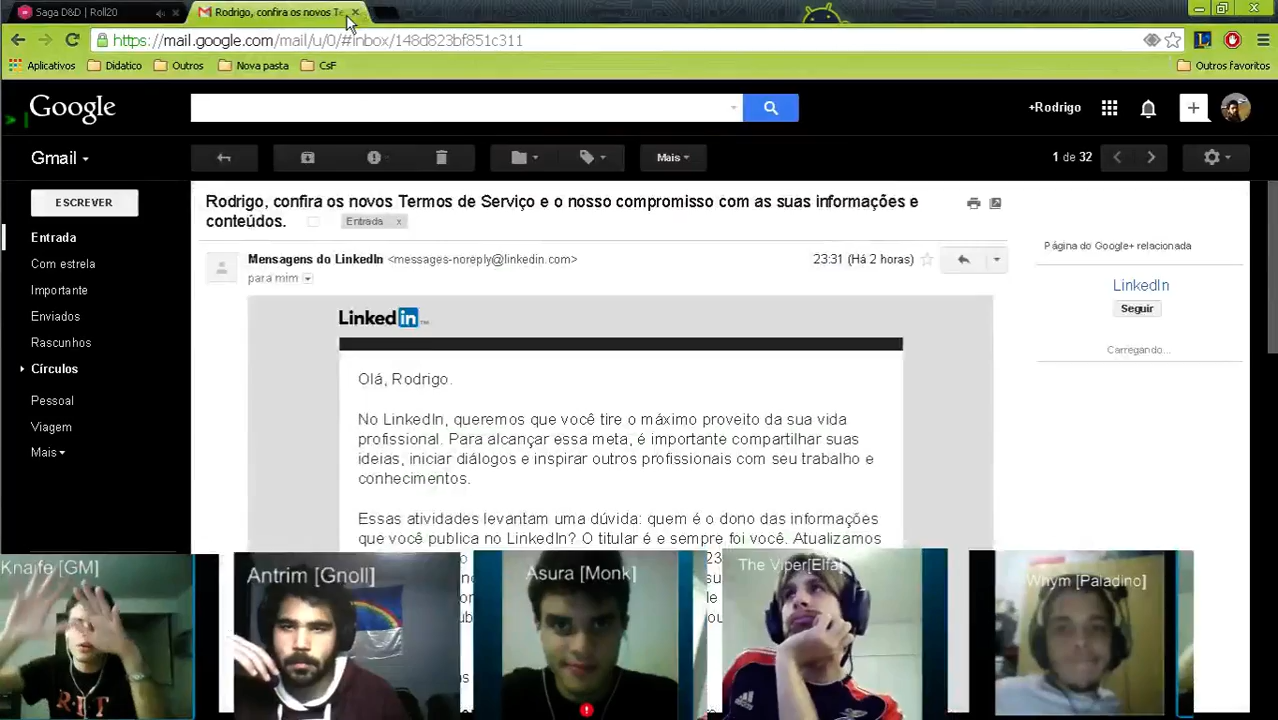 Saga D&D | Roll20
Rodrigo, confira os novos Te
https://mail.google.com/mail/u/0/#inbox/148d823bf851c311
Aplicativos Didatico Outros Nova pasta CsF Outros favoritos
Google
+Rodrigo
Gmail
Mais
1 de 32
ESCREVER
Entrada
Com estrela
Importante
Enviados
Rascunhos
Círculos
Pessoal
Viagem
Mais
Rodrigo, confira os novos Termos de Serviço e o nosso compromisso com as suas informações e
conteúdos. Entrada x
Mensagens do LinkedIn <messages-noreply@linkedin.com> 23:31 (Há 2 horas)
para mim
LinkedIn
Olá, Rodrigo.
No LinkedIn, queremos que você tire o máximo proveito da sua vida
profissional. Para alcançar essa meta, é importante compartilhar suas
ideias, iniciar diálogos e inspirar outros profissionais com seu trabalho e
conhecimentos.
Essas atividades levantam uma dúvida: quem é o dono das informações
que você publica no LinkedIn? O titular é e sempre foi você. Atualizamos
Página do Google+ relacionada
LinkedIn
Seguir
Carregando...
[GM]
Antrim [Gnoll]
Asura [Monk]
The Viper[Elfa]
Whym [Paladino]
RIT
adidas